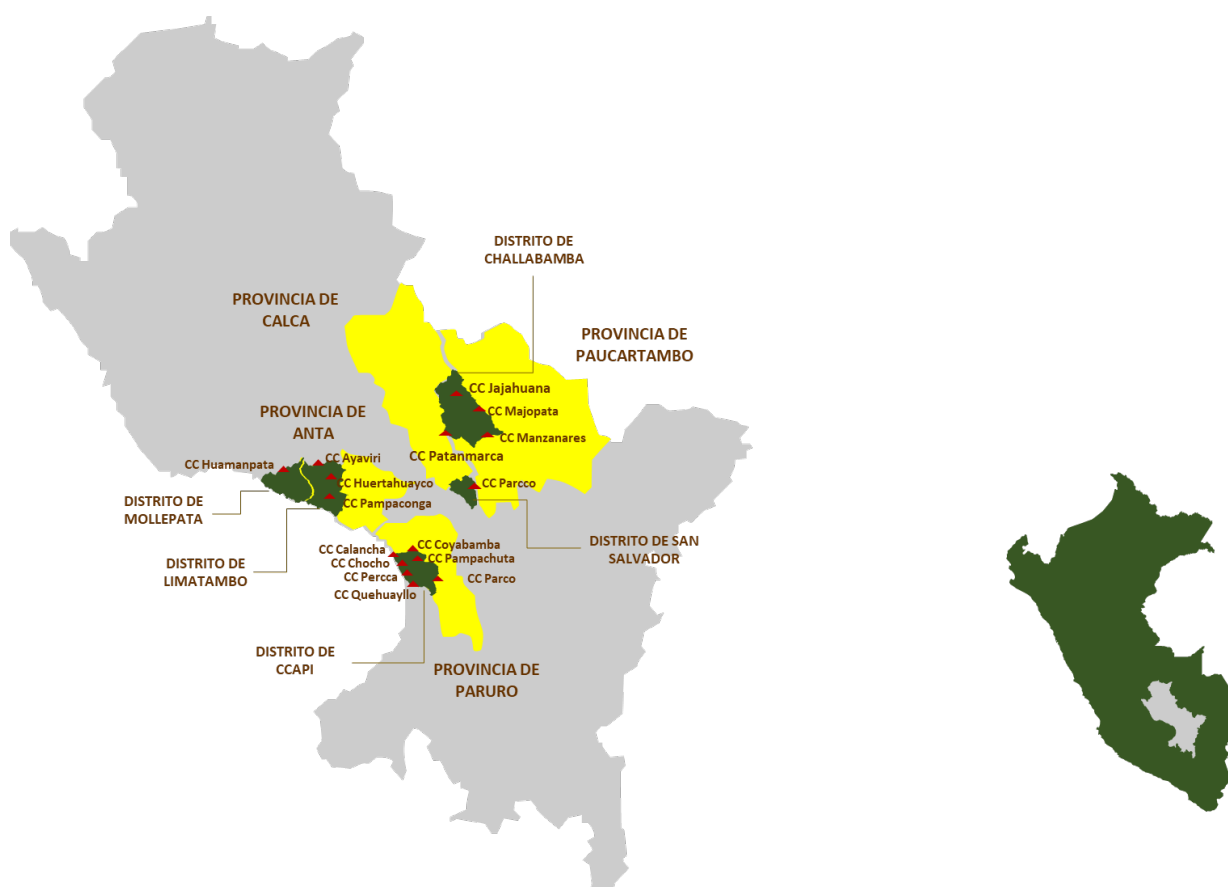 DISTRITO DE
CHALLABAMBA
PROVINCIA DE
CALCA
PROVINCIA DE
PAUCARTAMBO
CC Jajahuana
CC Majopata
PROVINCIA DE
ANTA
CC Manzanares
CC Patanmarca
CC Ayaviri
CC Huamanpata
CC Huertahuayco
CC Parcco
CC Pampaconga
DISTRITO DE
MOLLEPATA
DISTRITO DE SAN
SALVADOR
CC Coyabamba
CC Calancha
CC Pampachuta
CC Chocho
DISTRITO DE
LIMATAMBO
CC Percca
CC Parco
CC Quehuayllo
DISTRITO DE
CCAPI
PROVINCIA DE
PARURO